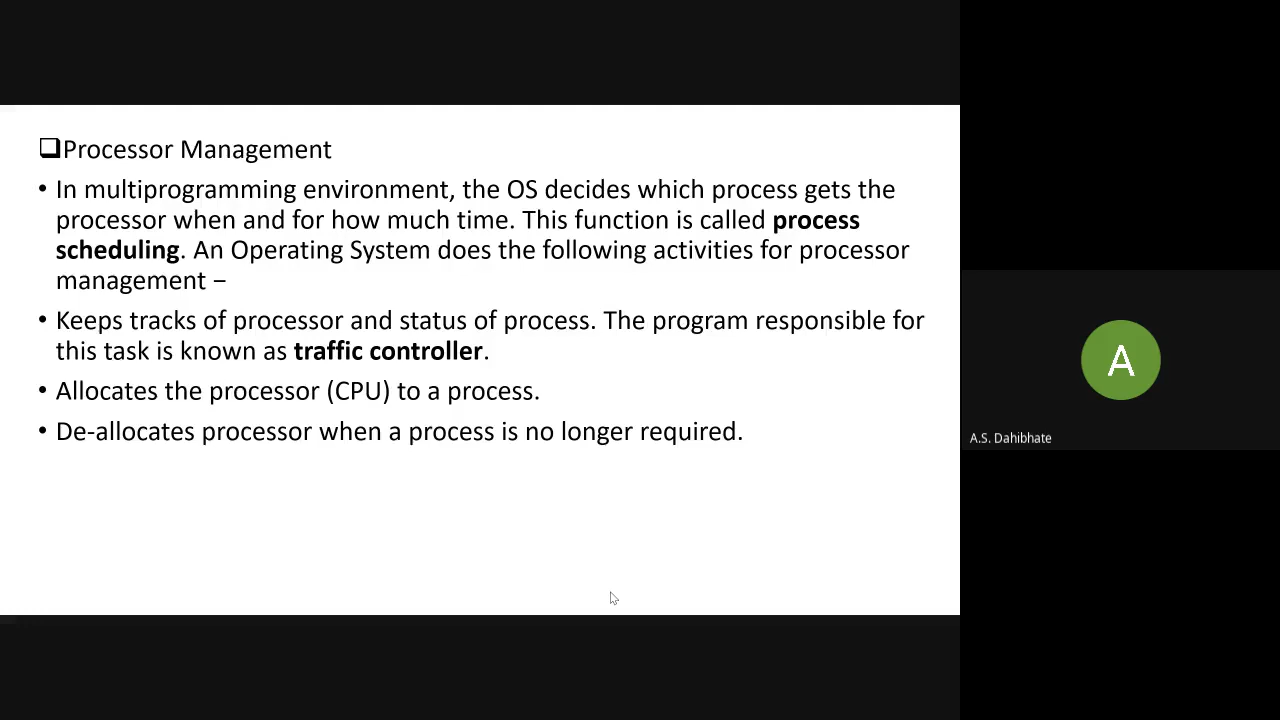 ❑Processor Management
• In multiprogramming environment, the OS decides which process gets the
processor when and for how much time. This function is called process
scheduling. An Operating System does the following activities for processor
management −
• Keeps tracks of processor and status of process. The program responsible for
this task is known as traffic controller.
• Allocates the processor (CPU) to a process.
• De-allocates processor when a process is no longer required.
A
A.S. Dahibhate